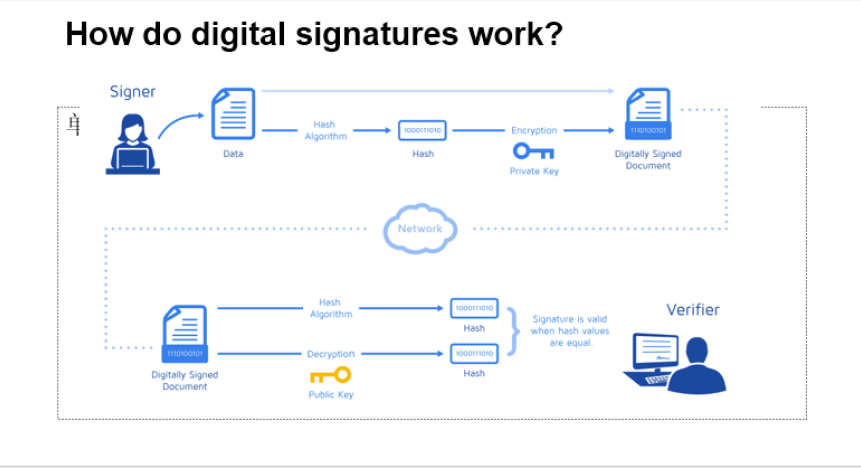 How do digital signatures work?
Signer
Data
Hash
Algorithm
1000111010
Hash
Encryption
Private Key
1110100101
Digitally Signed
Document
Network
1110100101
Digitally Signed
Document
Hash
Algorithm
1000111010
Hash
Decryption
Public Key
1000111010
Hash
Signature is valid
when hash values
are equal.
Verifier